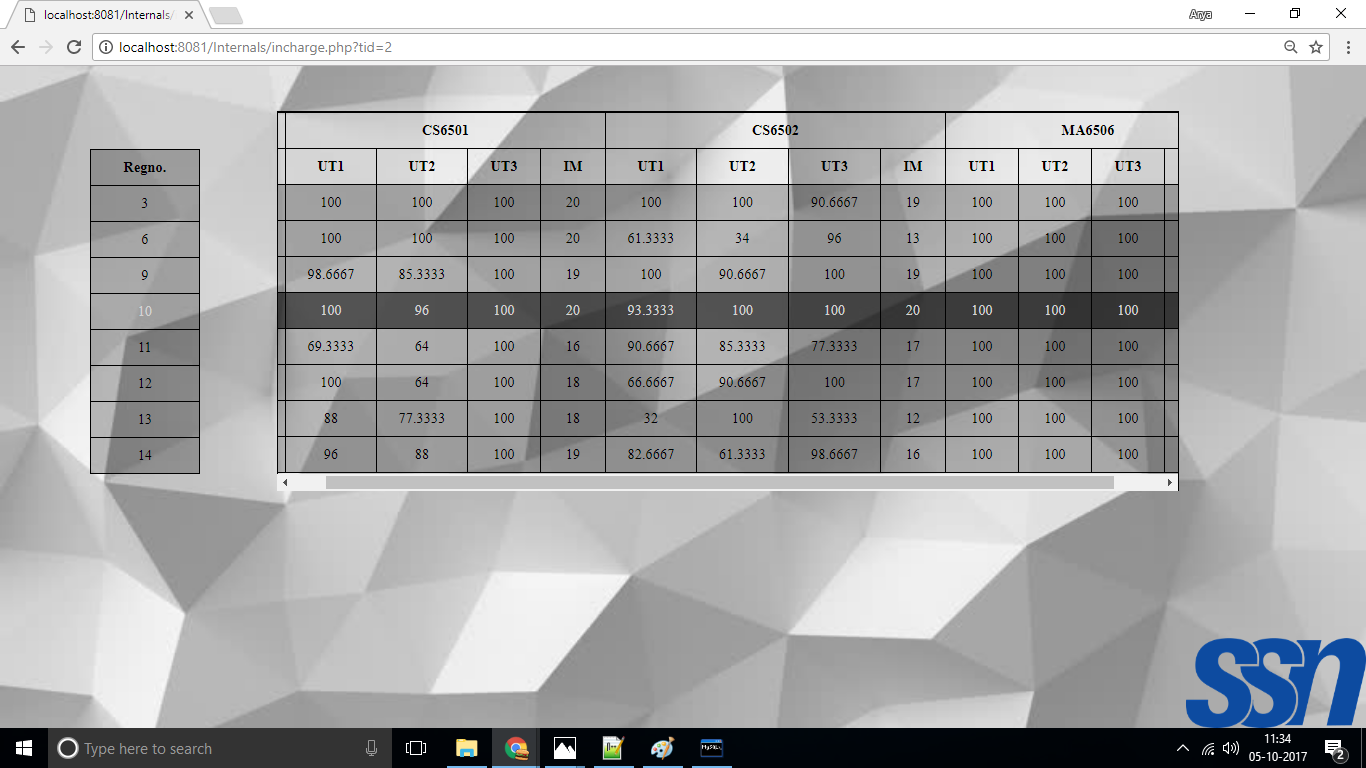 localhost:8081/Internals/
Arya
localhost:8081/Internals/incharge.php?tid=2
CS6501 CS6502 MA6506
Regno. UT1 UT2 UT3 IM UT1 UT2 UT3 IM UT1 UT2 UT3
3 100 100 100 20 100 100 90.6667 19 100 100 100
6 100 100 100 20 61.3333 34 96 13 100 100 100
9 98.6667 85.3333 100 19 100 90.6667 100 19 100 100 100
10 100 96 100 20 93.3333 100 100 20 100 100 100
11 69.3333 64 100 16 90.6667 85.3333 77.3333 17 100 100 100
12 100 64 100 18 66.6667 90.6667 100 17 100 100 100
13 88 77.3333 100 18 32 100 53.3333 12 100 100 100
14 96 88 100 19 82.6667 61.3333 98.6667 16 100 100 100
ssn
Type here to search
11:34
05-10-2017
2